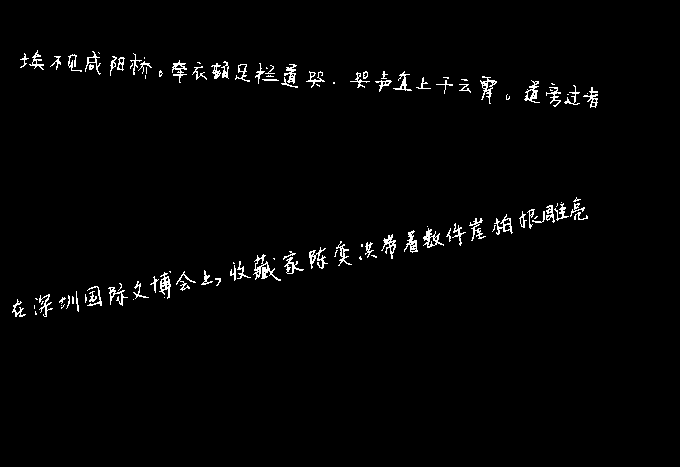 埃不见咸阳桥。牵衣顿足拦道哭.哭声直上干云霄。道旁过者
在深圳国际文博会上,收藏家陈奕洪带着数件崖柏根雕亮